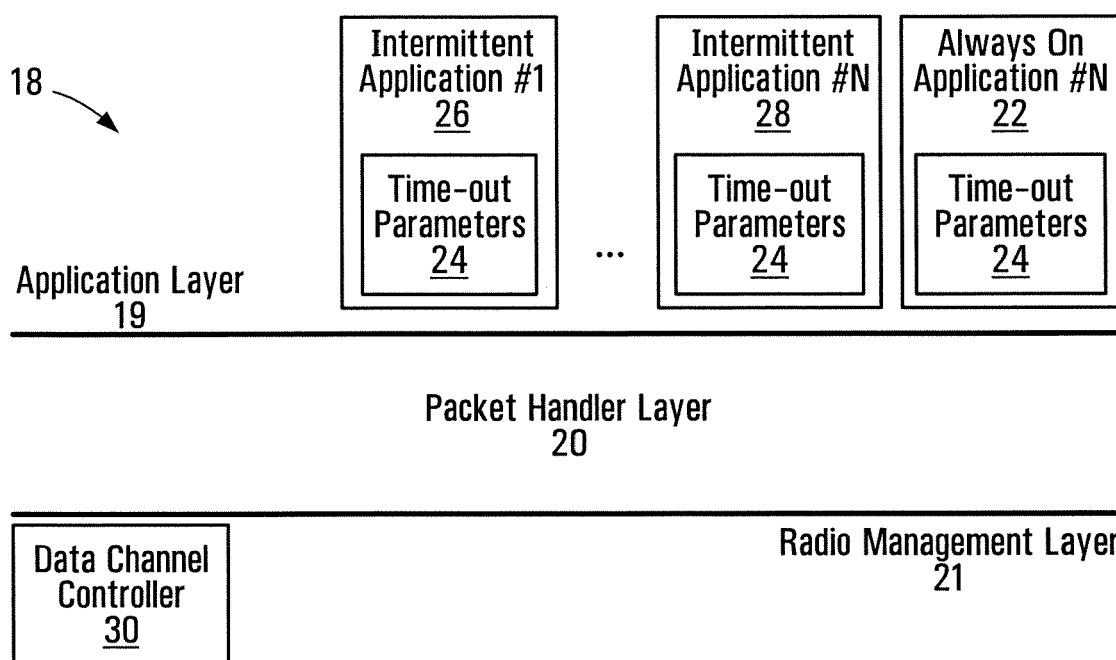 18
Intermittent
Application #1
26
Time-out
Parameters
24
...
Intermittent
Application #N
28
Time-out
Parameters
24
Always On
Application #N
22
Time-out
Parameters
24
Application Layer
19
Packet Handler Layer
20
Data Channel
Controller
30
Radio Management Layer
21